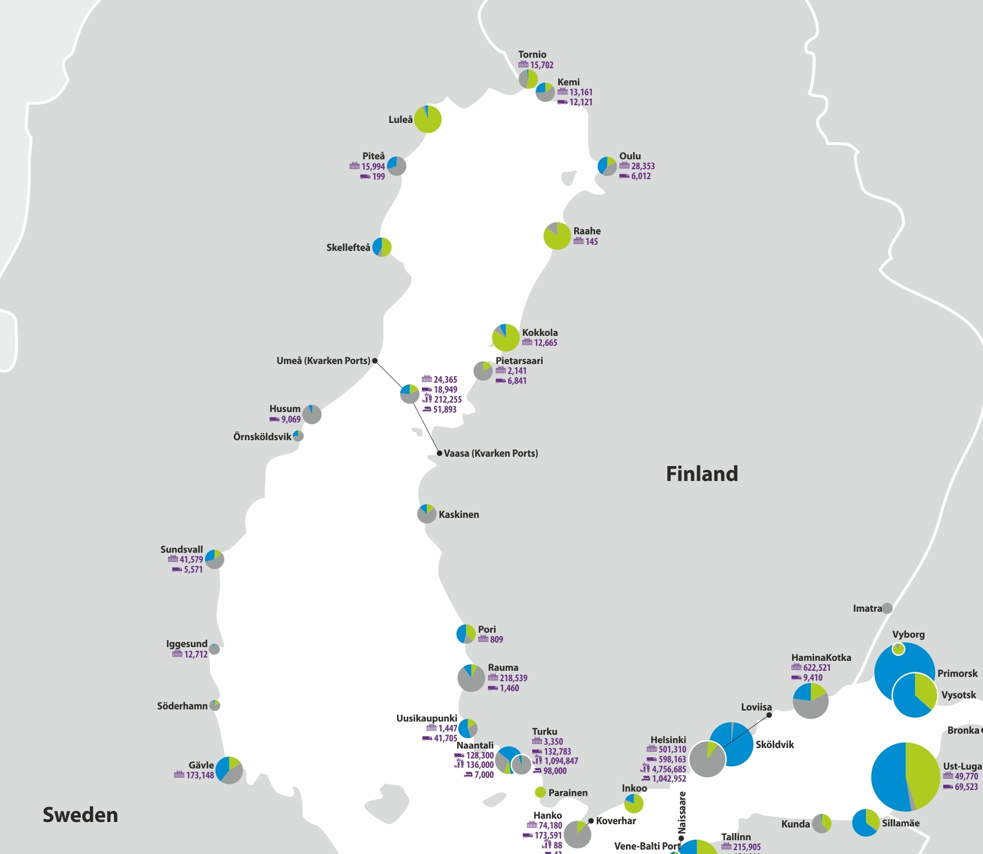 Tornio
15,702
Kemi
13,161
12,121
Luleå
Piteå
15,994
199
Oulu
28,353
6,012
Raahe
145
Skellefteå
Kokkola
12,665
Umeå (Kvarken Ports)
Pietarsaari
2,141
6,841
24,365
18,949
212,255
51,893
Husum
9,069
Örnsköldsvik
Vaasa (Kvarken Ports)
Finland
Kaskinen
Sundsvall
41,579
5,571
Imatra
Pori
809
Vyborg
Iggesund
12,712
HaminaKotka
622,521
9,410
Rauma
218,539
1,460
Primorsk
Vysotsk
Söderhamn
Loviisa
Uusikaupunki
1,447
41,705
Bronka
Turku
3,350
132,783
1,094,847
98,000
Naantali
128,300
136,000
7,000
Helsinki
501,310
598,163
4,756,685
1,042,952
Sköldvik
Gävle
173,148
Ust-Luga
49,770
69,523
Inkoo
Parainen
Sweden
Hanko
74,180
173,591
88
Koverhar
Naissaare
Kunda
Sillamäe
Tallinn
215,905
Vene-Balti Port